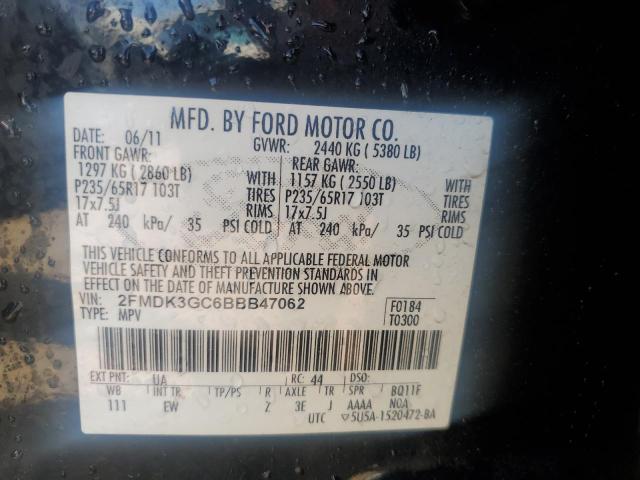 MFD. BY FORD MOTOR CO.
DATE: 06/11 GVWR: 2440 KG (5380 LB)
FRONT GAWR: REAR GAWR:
1297 KG (2860 LB) WITH 1157 KG (2550 LB) WITH
P235/65R17 103T TIRES P235/65R17 103T TIRES
17x7.5J RIMS 17x7.5J RIMS
AT 240 kPa/ 35 PSI COLD AT 240 kPa/ 35 PSI COLD
THIS VEHICLE CONFORMS TO ALL APPLICABLE FEDERAL MOTOR
VEHICLE SAFETY AND THEFT PREVENTION STANDARDS IN
EFFECT ON THE DATE OF MANUFACTURE SHOWN ABOVE.
VIN: 2FMDK3GC6BBB47062 F0184
TYPE: MPV T0300
EXT PNT: UA RC: 44 DSO:
WB INT TR TP/PS R AXLE TR SPR BQ11F
111 EW Z 3E J AAAA NOA
UTC 5U5A-1520472-BA